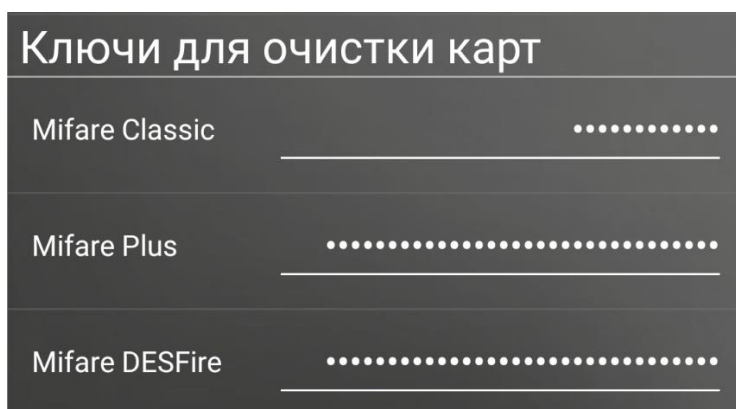 Ключи для очистки карт
Mifare Classic ••••••••••••
Mifare Plus ••••••••••••••••••••••••••••••••
Mifare DESFire ••••••••••••••••••••••••••••••••